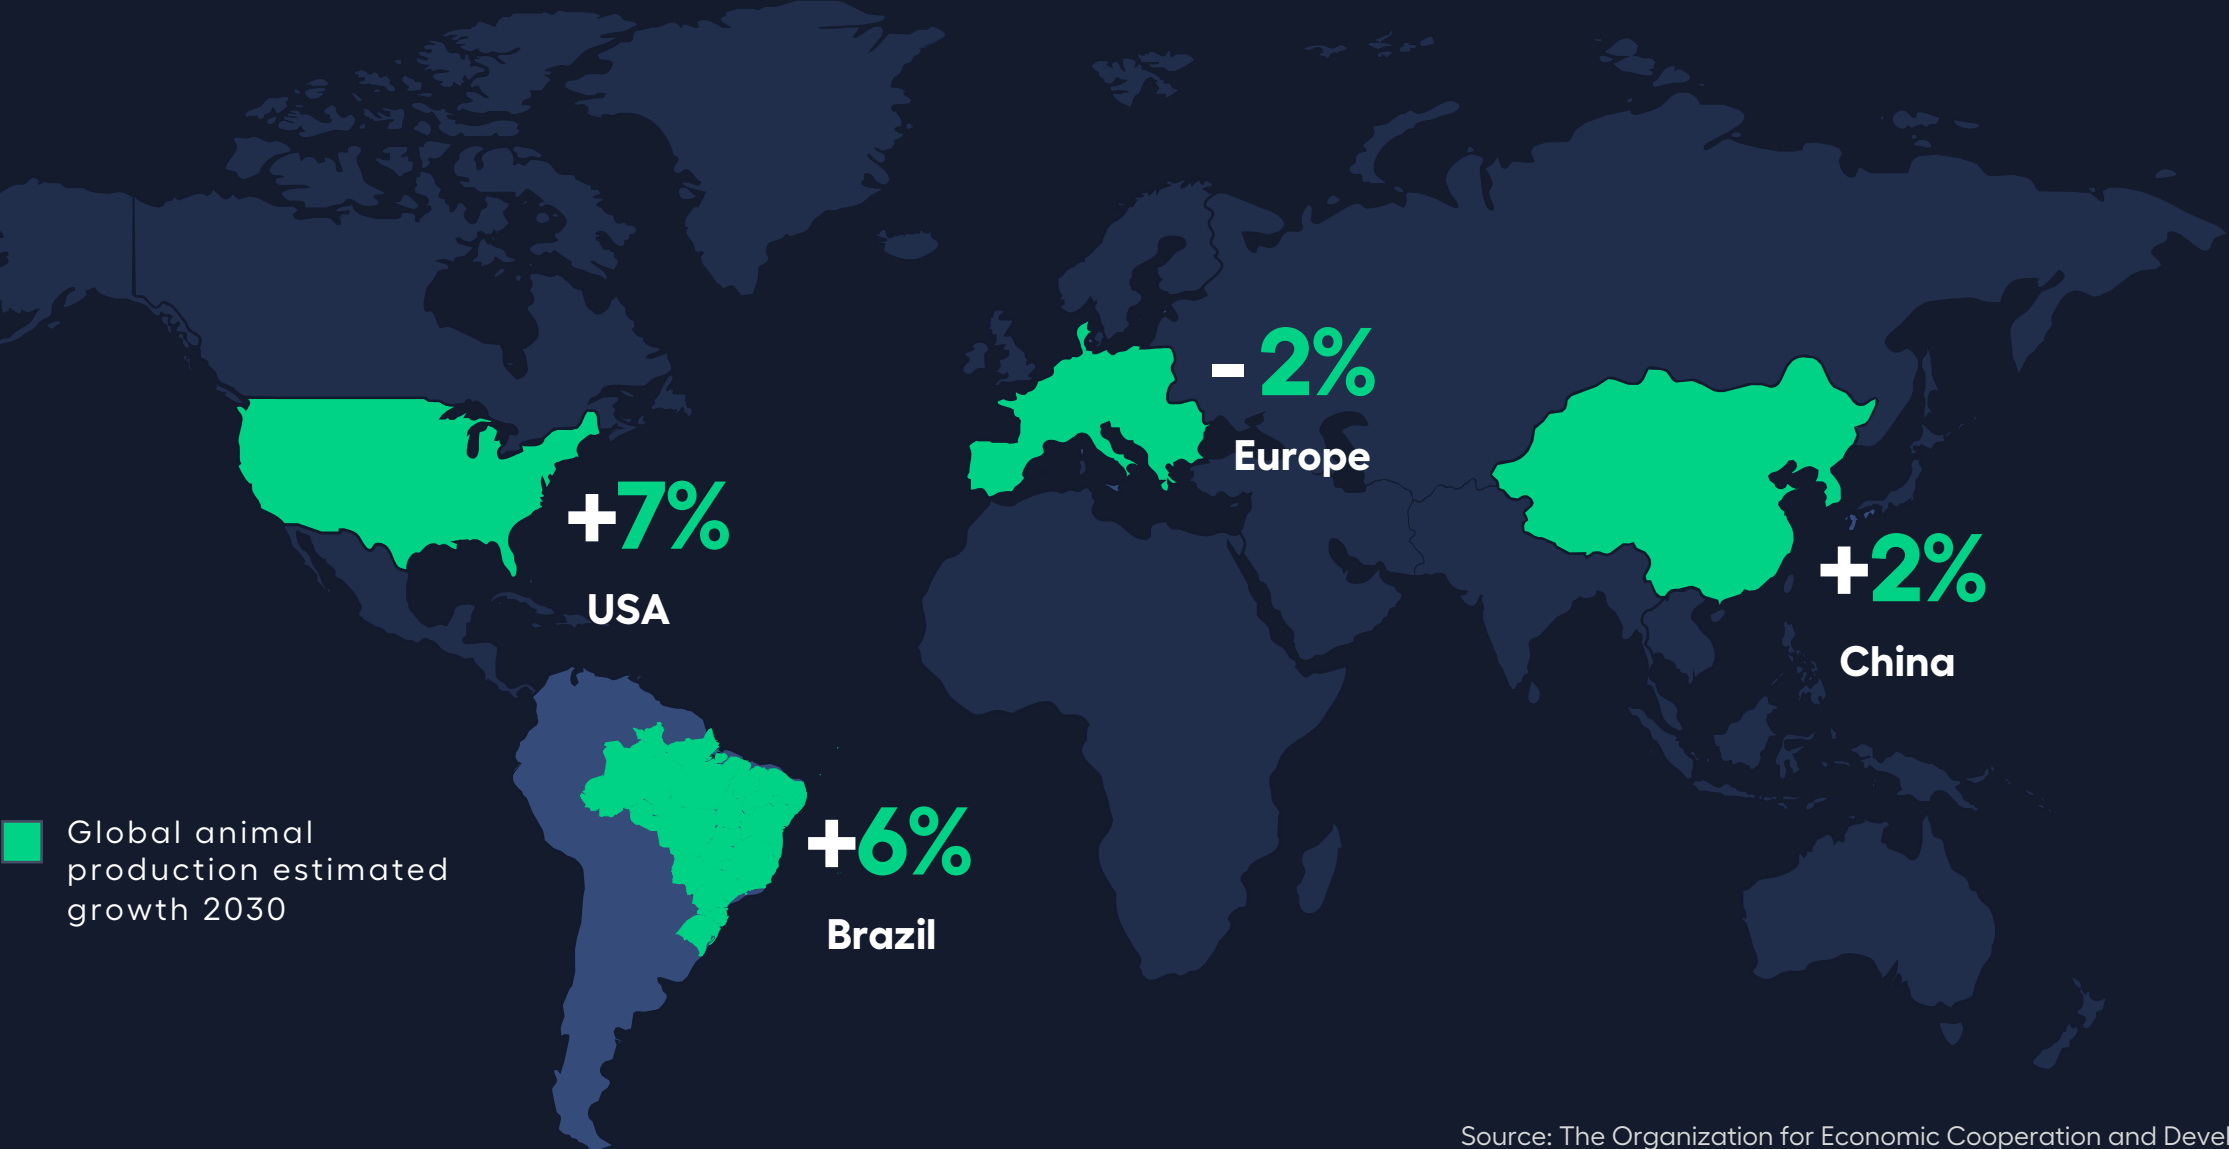 - 2%
Europe
+7%
USA
+2%
China
+6%
Brazil
Global animal
production estimated
growth 2030
Source: The Organization for Economic Cooperation and Devel